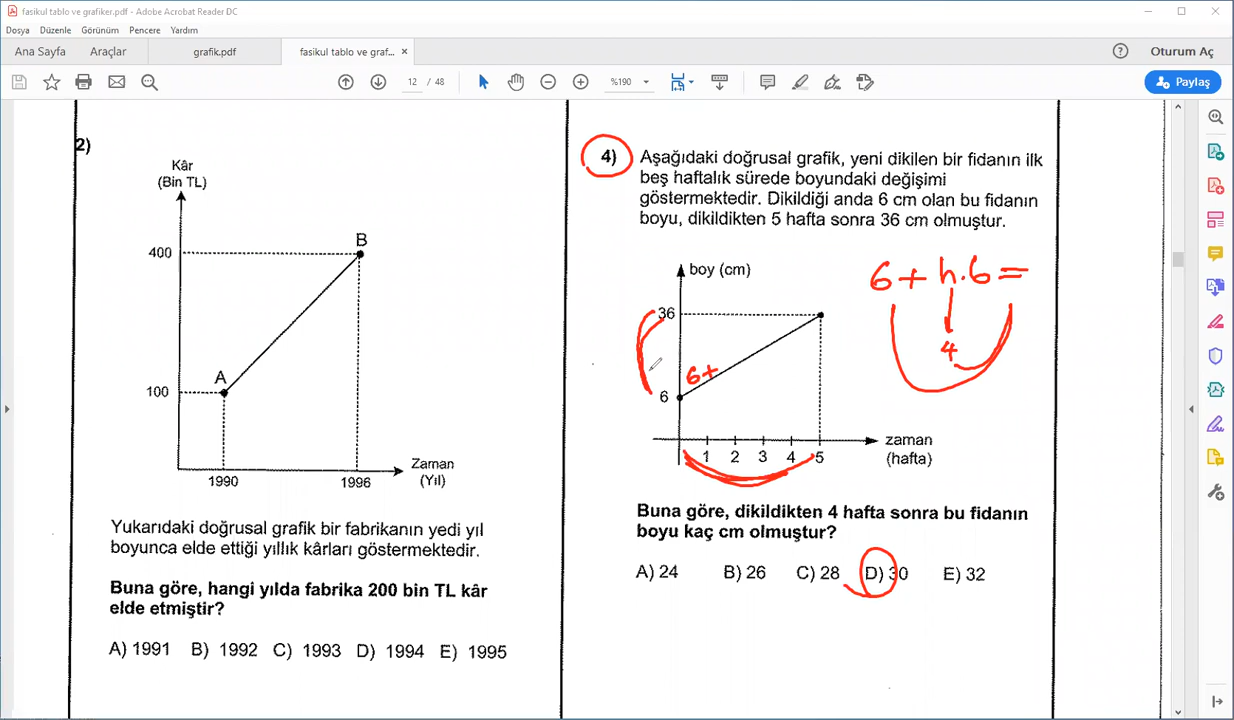 fasikul tablo ve grafiker.pdf - Adobe Acrobat Reader DC
Dosya Düzenle Görünüm Pencere Yardım
Ana Sayfa Araçlar grafik.pdf fasikul tablo ve graf... × Oturum Aç
12 / 48 %190 Paylaş
2)
Kâr
(Bin TL)
400
B
A
100
1990 1996
Zaman
(Yıl)
Yukarıdaki doğrusal grafik bir fabrikanın yedi yıl
boyunca elde ettiği yıllık kârları göstermektedir.
Buna göre, hangi yılda fabrika 200 bin TL kâr
elde etmiştir?
A) 1991 B) 1992 C) 1993 D) 1994 E) 1995
4) Aşağıdaki doğrusal grafik, yeni dikilen bir fidanın ilk
beş haftalık sürede boyundaki değişimi
göstermektedir. Dikildiği anda 6 cm olan bu fidanın
boyu, dikildikten 5 hafta sonra 36 cm olmuştur.
boy (cm)
6 + h.6 =
4
36
6+
6
1 2 3 4 5
zaman
(hafta)
Buna göre, dikildikten 4 hafta sonra bu fidanın
boyu kaç cm olmuştur?
A) 24 B) 26 C) 28 D) 30 E) 32